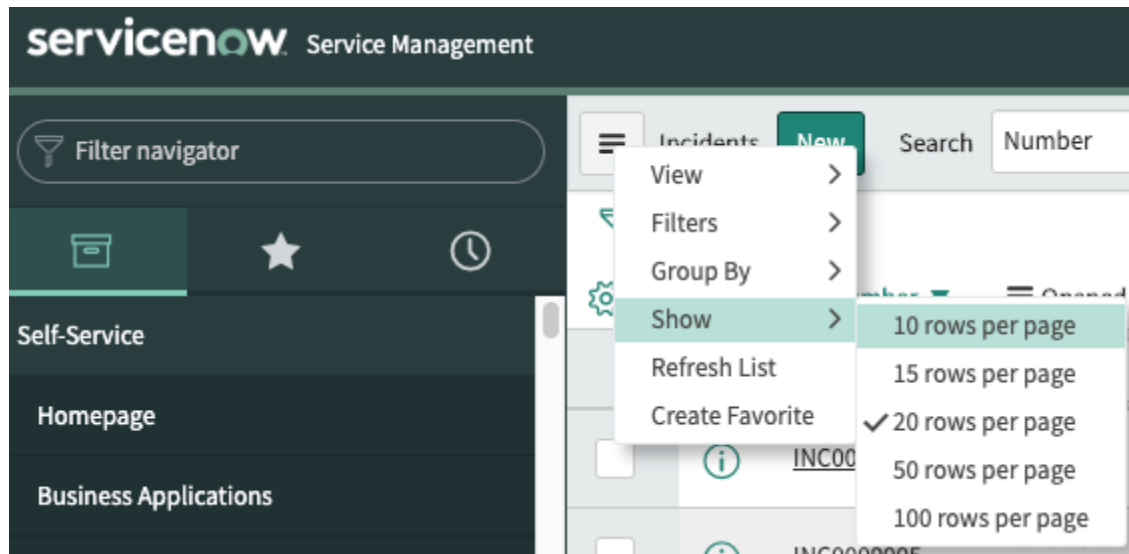 servicenow Service Management
Filter navigator
Incidents New Search Number
View
Filters
Group By
Show
Refresh List
Create Favorite
10 rows per page
15 rows per page
20 rows per page
50 rows per page
100 rows per page
Opened
Self-Service
Homepage
Business Applications
INC00